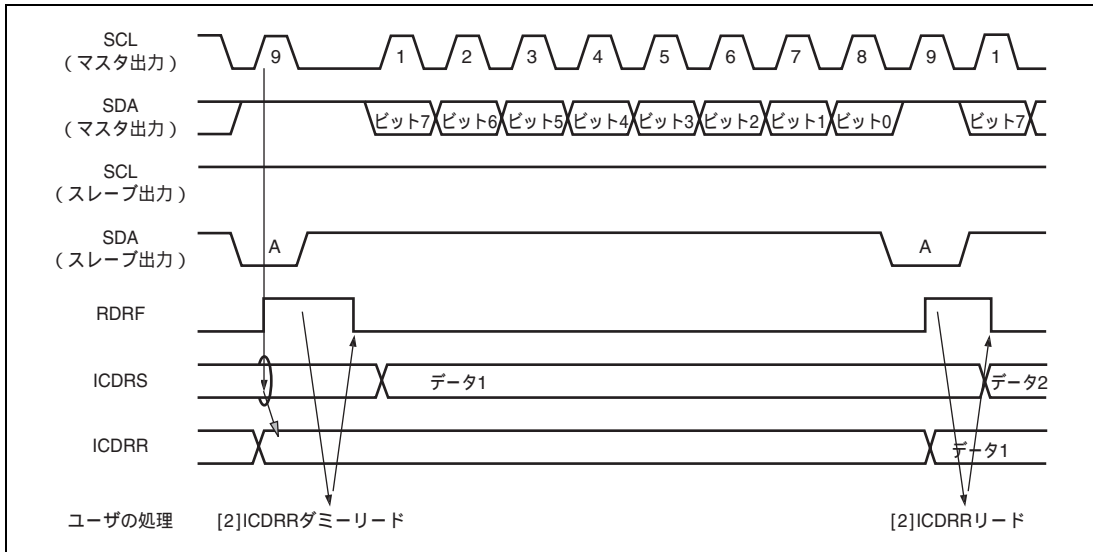 SCL
（マスタ出力）
9 1 2 3 4 5 6 7 8 9 1
SDA
（マスタ出力）
ビット7 ビット6 ビット5 ビット4 ビット3 ビット2 ビット1 ビット0 ビット7
SCL
（スレーブ出力）
SDA
（スレーブ出力）
A A
RDRF
ICDRS
データ1 データ2
ICDRR
データ1
ユーザの処理 [2]ICDRRダミーリード [2]ICDRRリード